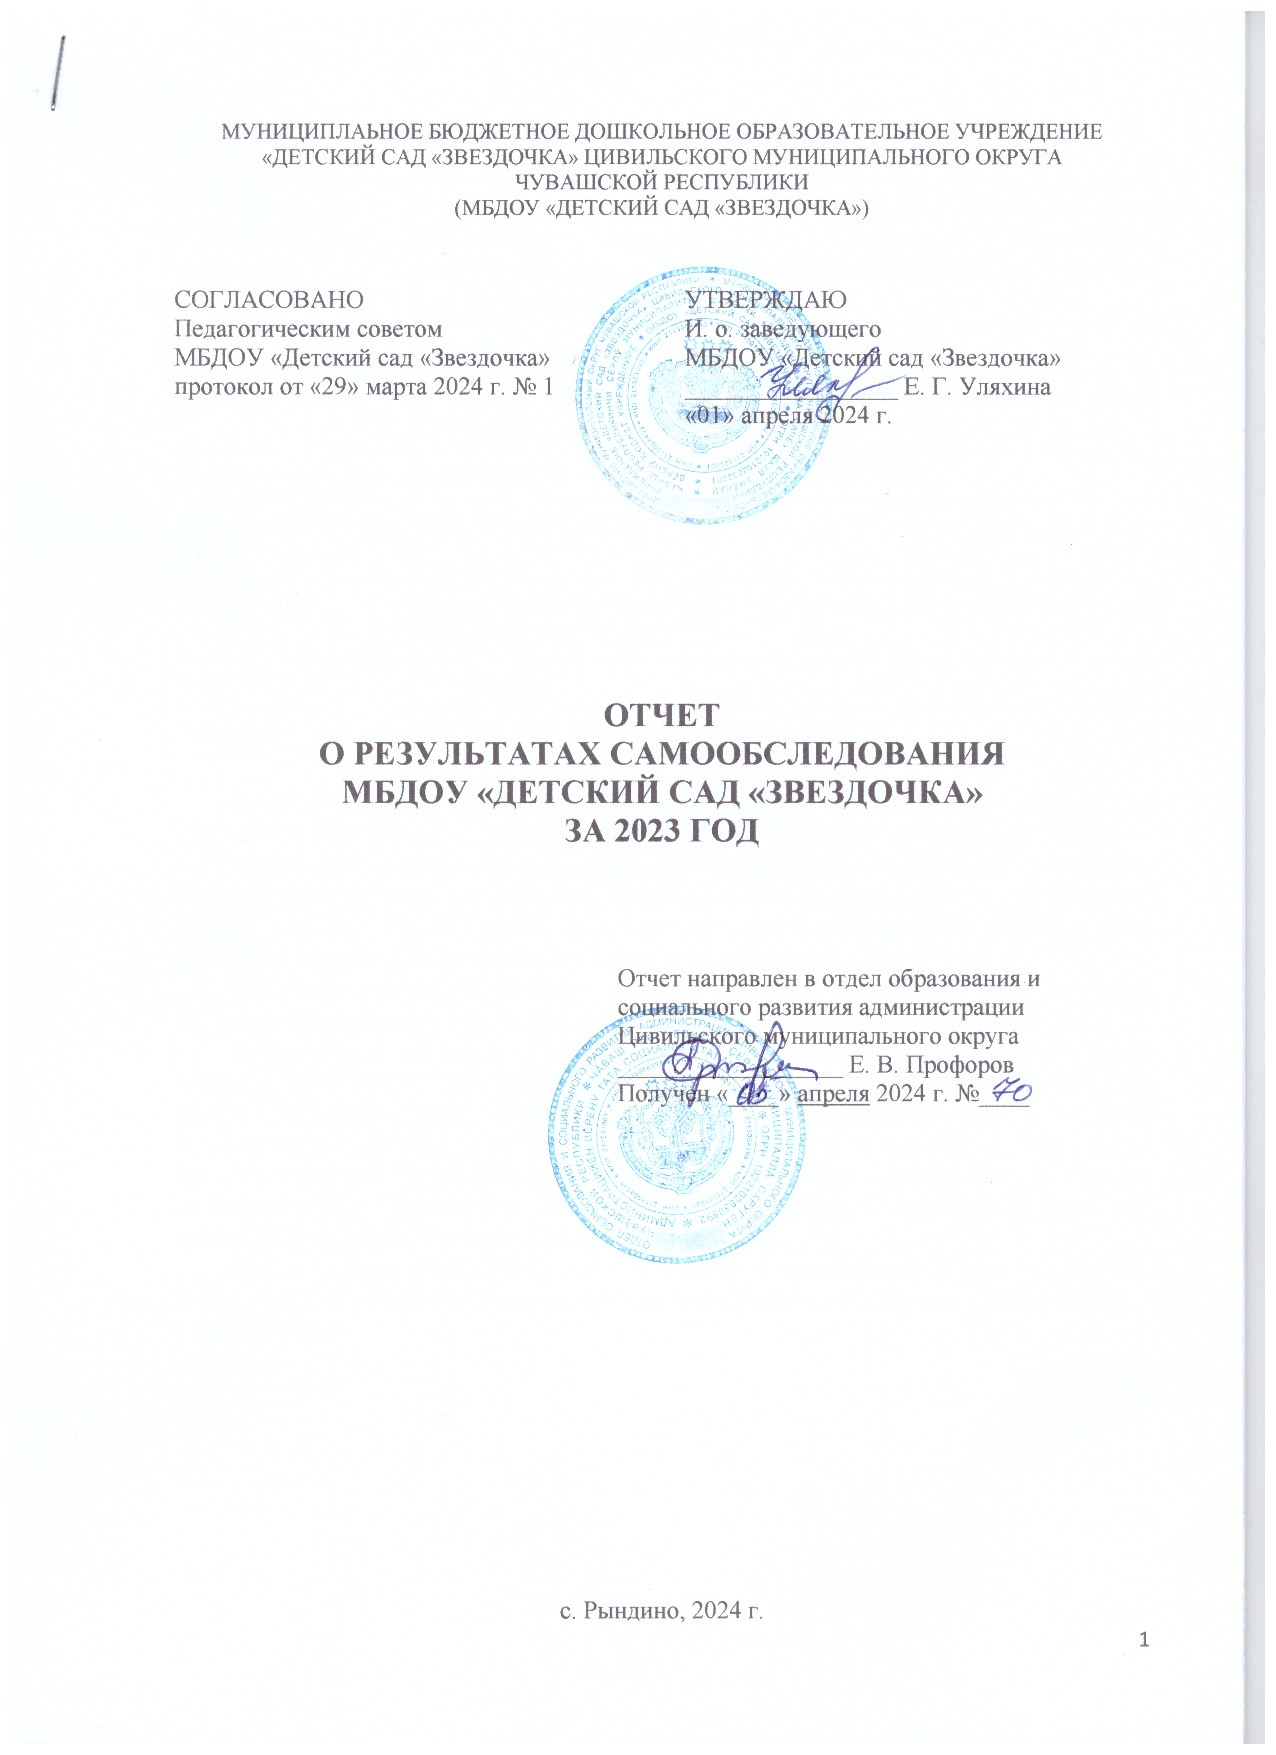 МУНИЦИПЛАЬНОЕ БЮДЖЕТНОЕ ДОШКОЛЬНОЕ ОБРАЗОВАТЕЛЬНОЕ УЧРЕЖДЕНИЕ
«ДЕТСКИЙ САД «ЗВЕЗДОЧКА» ЦИВИЛЬСКОГО МУНИЦИПАЛЬНОГО ОКРУГА
ЧУВАШСКОЙ РЕСПУБЛИКИ
(МБДОУ «ДЕТСКИЙ САД «ЗВЕЗДОЧКА»)
СОГЛАСОВАНО
Педагогическим советом
МБДОУ «Детский сад «Звездочка»
протокол от «29» марта 2024 г. № 1
УТВЕРЖДАЮ
И. о. заведующего
МБДОУ «Детский сад «Звездочка»
Е. Г. Уляхина
«01» апреля 2024 г.
ОТЧЕТ
О РЕЗУЛЬТАТАХ САМООБСЛЕДОВАНИЯ
МБДОУ «ДЕТСКИЙ САД «ЗВЕЗДОЧКА»
ЗА 2023 ГОД
Отчет направлен в отдел образования и
социального развития администрации
Цивильского муниципального округа
Е. В. Профоров
Получен « » апреля 2024 г. № 70
с. Рындино, 2024 г.
1